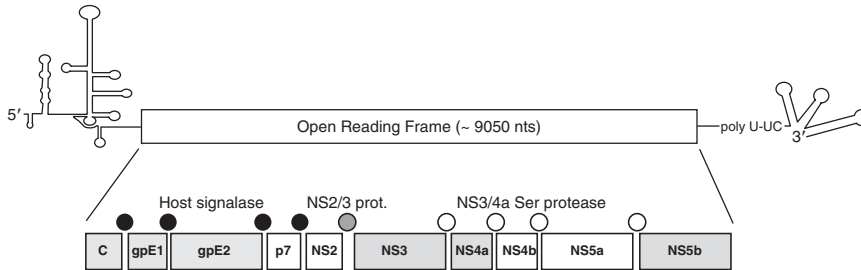 5′
Open Reading Frame (~ 9050 nts)
poly U-UC
3′
Host signalase NS2/3 prot. NS3/4a Ser protease
C gpE1 gpE2 p7 NS2 NS3 NS4a NS4b NS5a NS5b